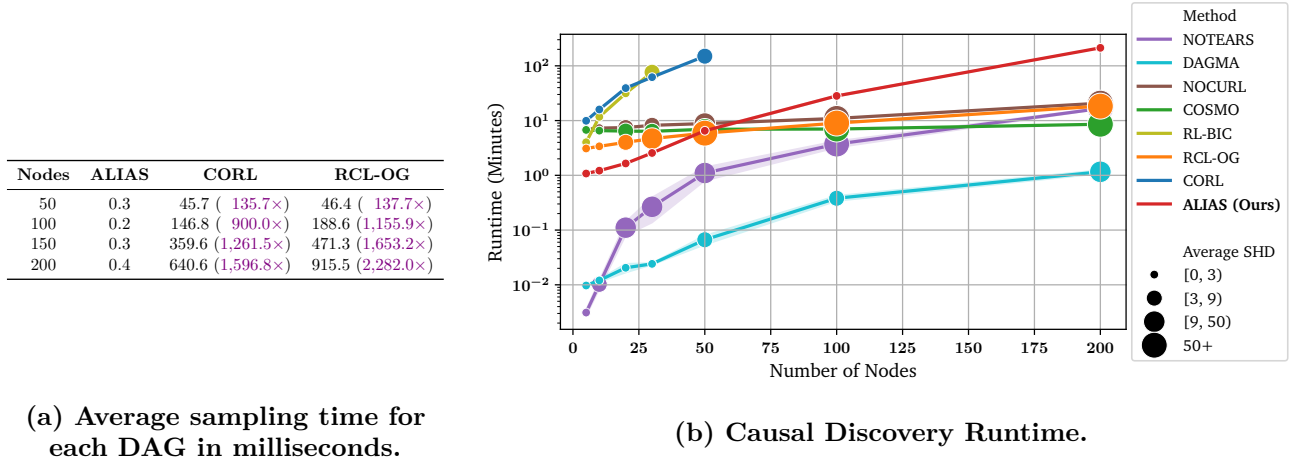 Nodes ALIAS CORL RCL-OG
50 0.3 45.7 ( 135.7×) 46.4 ( 137.7×)
100 0.2 146.8 ( 900.0×) 188.6 (1,155.9×)
150 0.3 359.6 (1,261.5×) 471.3 (1,653.2×)
200 0.4 640.6 (1,596.8×) 915.5 (2,282.0×)
(a) Average sampling time for
each DAG in milliseconds.
Runtime (Minutes)
10²
10¹
10⁰
10⁻¹
10⁻²
0 25 50 75 100 125 150 175 200
Number of Nodes
Method
NOTEARS
DAGMA
NOCURL
COSMO
RL-BIC
RCL-OG
CORL
ALIAS (Ours)
Average SHD
[0, 3)
[3, 9)
[9, 50)
50+
(b) Causal Discovery Runtime.